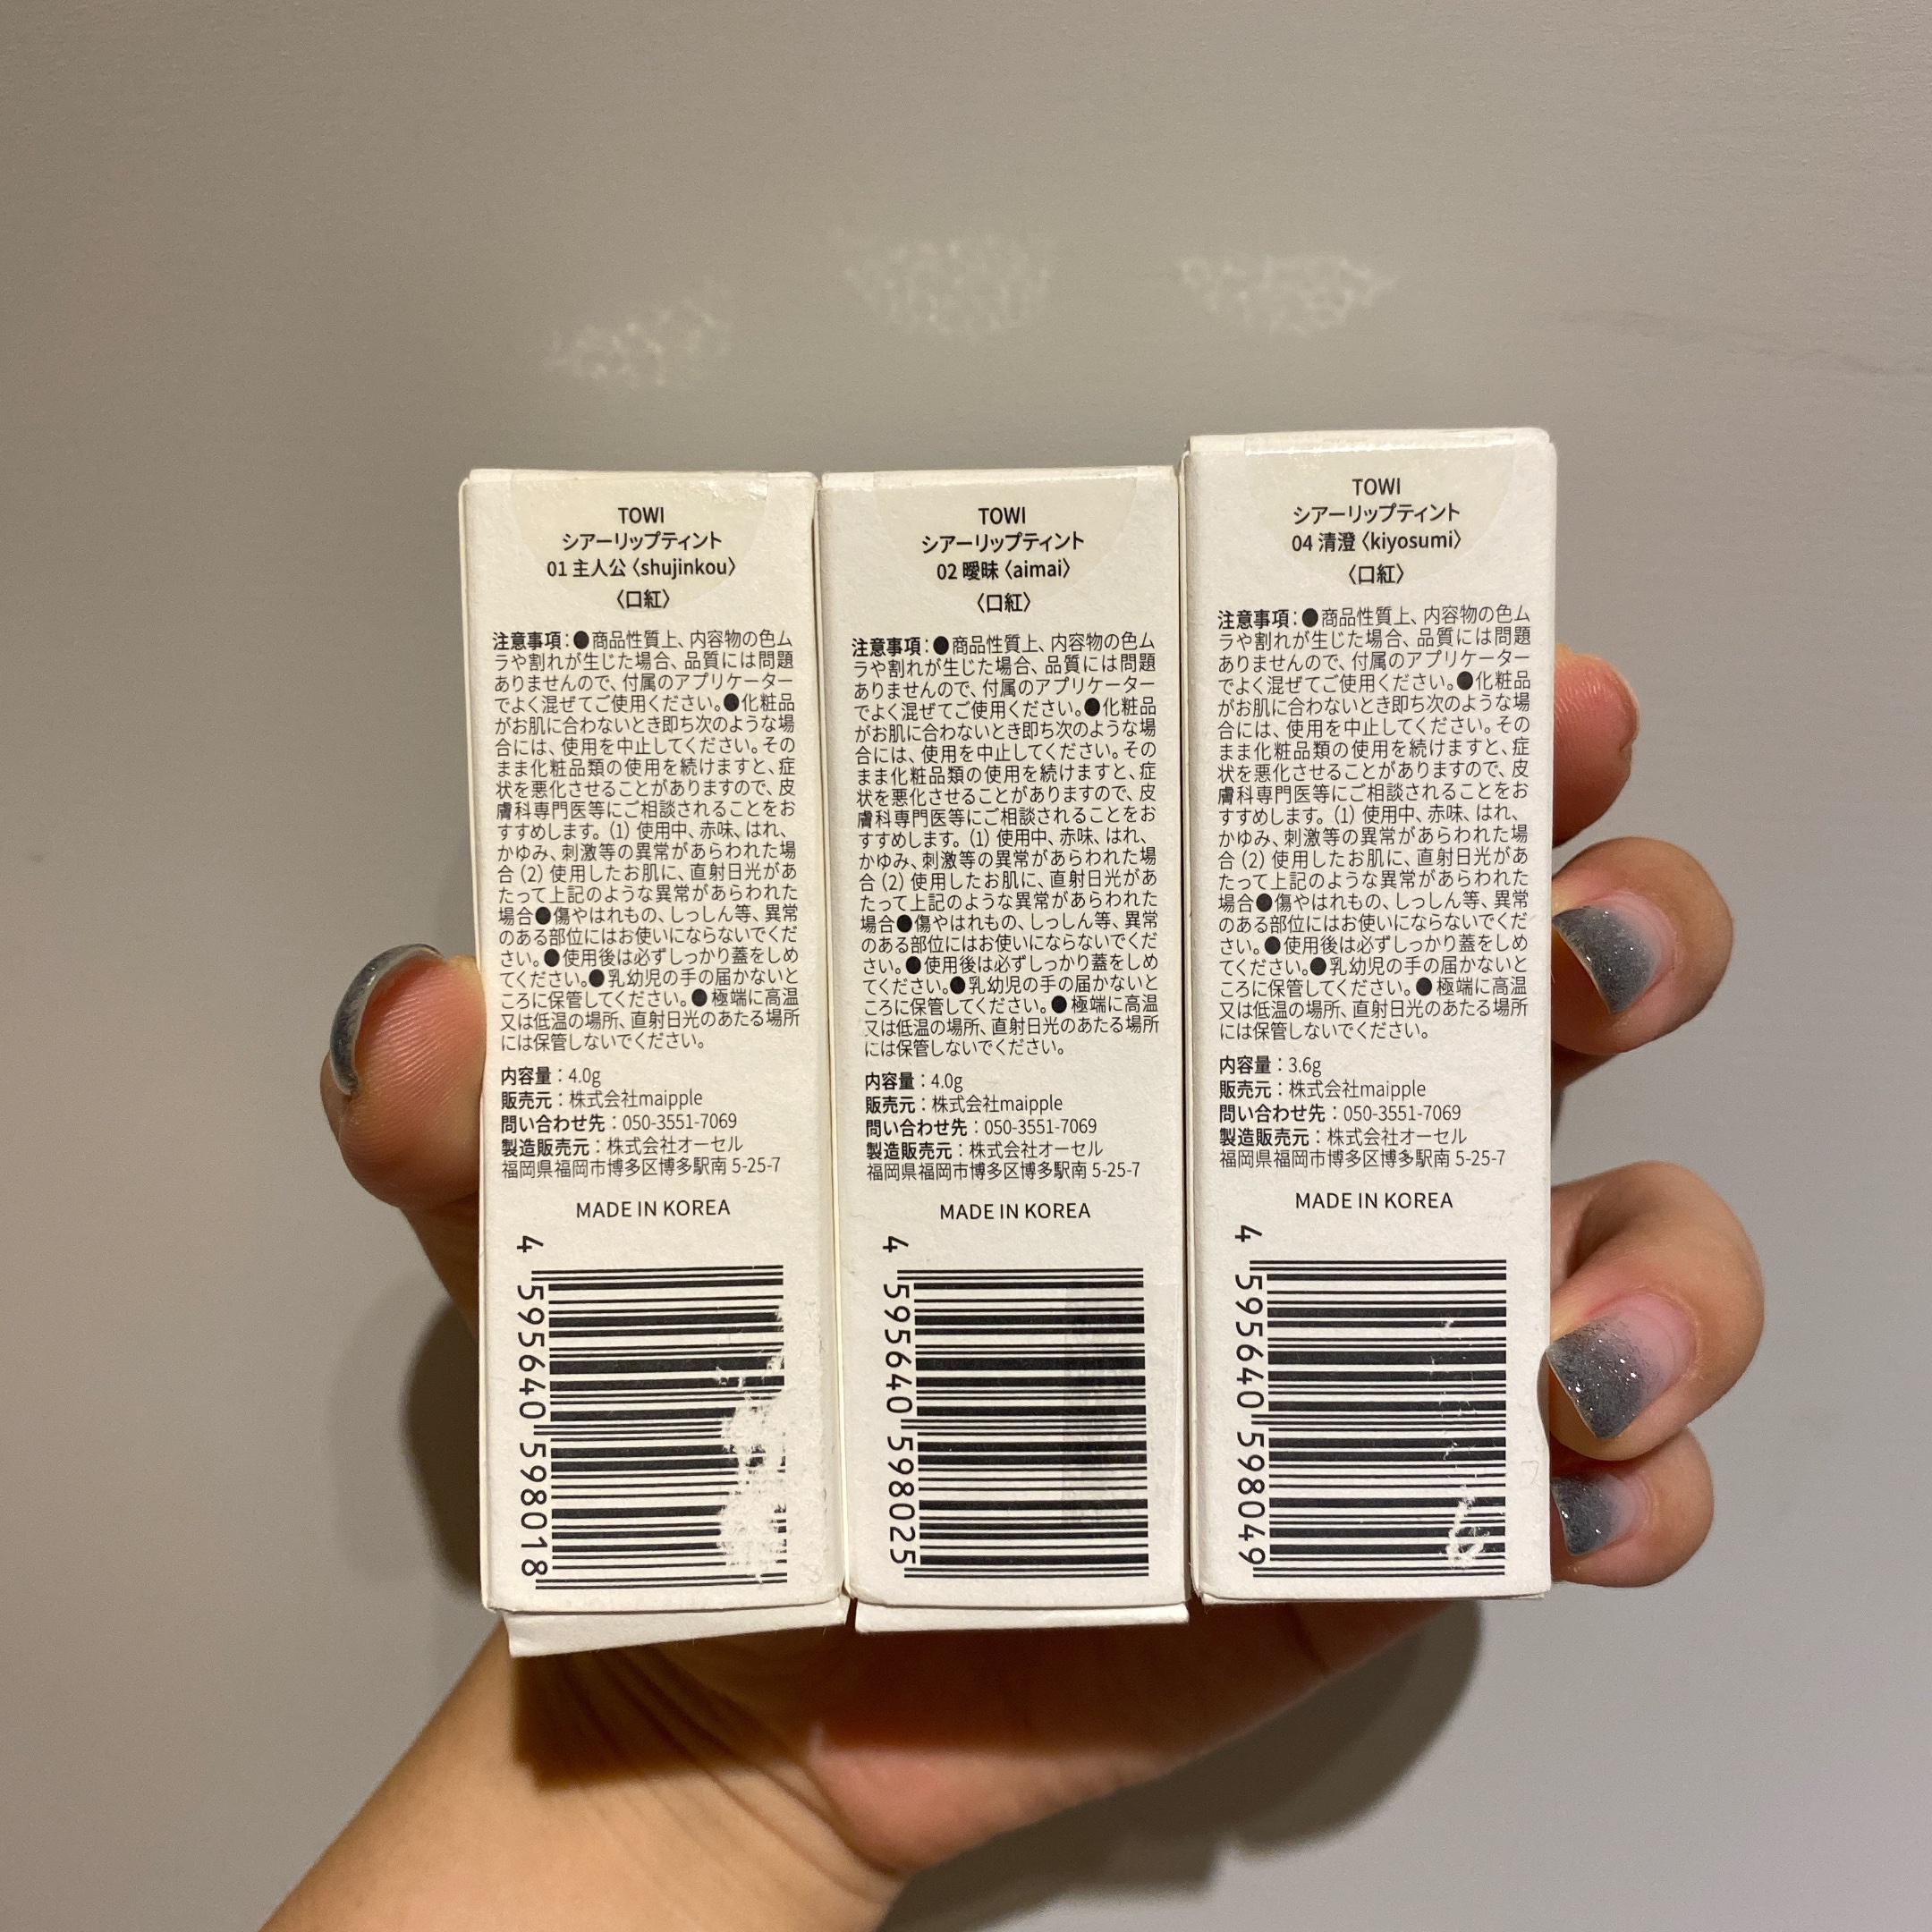 TOWI
シアーリップティント
01 主人公〈shujinkou〉
〈口紅〉
注意事項：●商品性質上、内容物の色ム
ラや割れが生じた場合、品質には問題
ありませんので、付属のアプリケーター
でよく混ぜてご使用ください。●化粧品
がお肌に合わないとき即ち次のような場
合には、使用を中止してください。その
まま化粧品類の使用を続けますと、症
状を悪化させることがありますので、皮
膚科専門医等にご相談されることをお
すすめします。(1) 使用中、赤味、はれ、
かゆみ、刺激等の異常があらわれた場
合 (2) 使用したお肌に、直射日光があ
たって上記のような異常があらわれた
場合●傷やはれもの、しっしん等、異常
のある部位にはお使いにならないでくだ
さい。●使用後は必ずしっかり蓋をしめ
てください。●乳幼児の手の届かないと
ころに保管してください。●極端に高温
又は低温の場所、直射日光のあたる場所
には保管しないでください。
内容量：4.0g
販売元：株式会社maipple
問い合わせ先：050-3551-7069
製造販売元：株式会社オーセル
福岡県福岡市博多区博多駅南 5-25-7
MADE IN KOREA
4 595640 598018
TOWI
シアーリップティント
02 曖昧〈aimai〉
〈口紅〉
注意事項：●商品性質上、内容物の色ム
ラや割れが生じた場合、品質には問題
ありませんので、付属のアプリケーター
でよく混ぜてご使用ください。●化粧品
がお肌に合わないとき即ち次のような場
合には、使用を中止してください。その
まま化粧品類の使用を続けますと、症
状を悪化させることがありますので、皮
膚科専門医等にご相談されることをお
すすめします。(1) 使用中、赤味、はれ、
かゆみ、刺激等の異常があらわれた場
合 (2) 使用したお肌に、直射日光があ
たって上記のような異常があらわれた
場合●傷やはれもの、しっしん等、異常
のある部位にはお使いにならないでくだ
さい。●使用後は必ずしっかり蓋をしめ
てください。●乳幼児の手の届かないと
ころに保管してください。●極端に高温
又は低温の場所、直射日光のあたる場所
には保管しないでください。
内容量：4.0g
販売元：株式会社maipple
問い合わせ先：050-3551-7069
製造販売元：株式会社オーセル
福岡県福岡市博多区博多駅南 5-25-7
MADE IN KOREA
4 595640 598025
TOWI
シアーリップティント
04 清澄〈kiyosumi〉
〈口紅〉
注意事項：●商品性質上、内容物の色ム
ラや割れが生じた場合、品質には問題
ありませんので、付属のアプリケーター
でよく混ぜてご使用ください。●化粧品
がお肌に合わないとき即ち次のような場
合には、使用を中止してください。その
まま化粧品類の使用を続けますと、症
状を悪化させることがありますので、皮
膚科専門医等にご相談されることをお
すすめします。(1) 使用中、赤味、はれ、
かゆみ、刺激等の異常があらわれた場
合 (2) 使用したお肌に、直射日光があ
たって上記のような異常があらわれた
場合●傷やはれもの、しっしん等、異常
のある部位にはお使いにならないでくだ
さい。●使用後は必ずしっかり蓋をしめ
てください。●乳幼児の手の届かないと
ころに保管してください。●極端に高温
又は低温の場所、直射日光のあたる場所
には保管しないでください。
内容量：3.6g
販売元：株式会社maipple
問い合わせ先：050-3551-7069
製造販売元：株式会社オーセル
福岡県福岡市博多区博多駅南 5-25-7
MADE IN KOREA
4 595640 598049